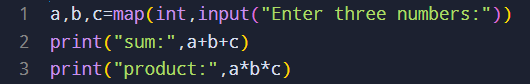 1 a,b,c=map(int,input("Enter three numbers:"))
2 print("sum:",a+b+c)
3 print("product:",a*b*c)